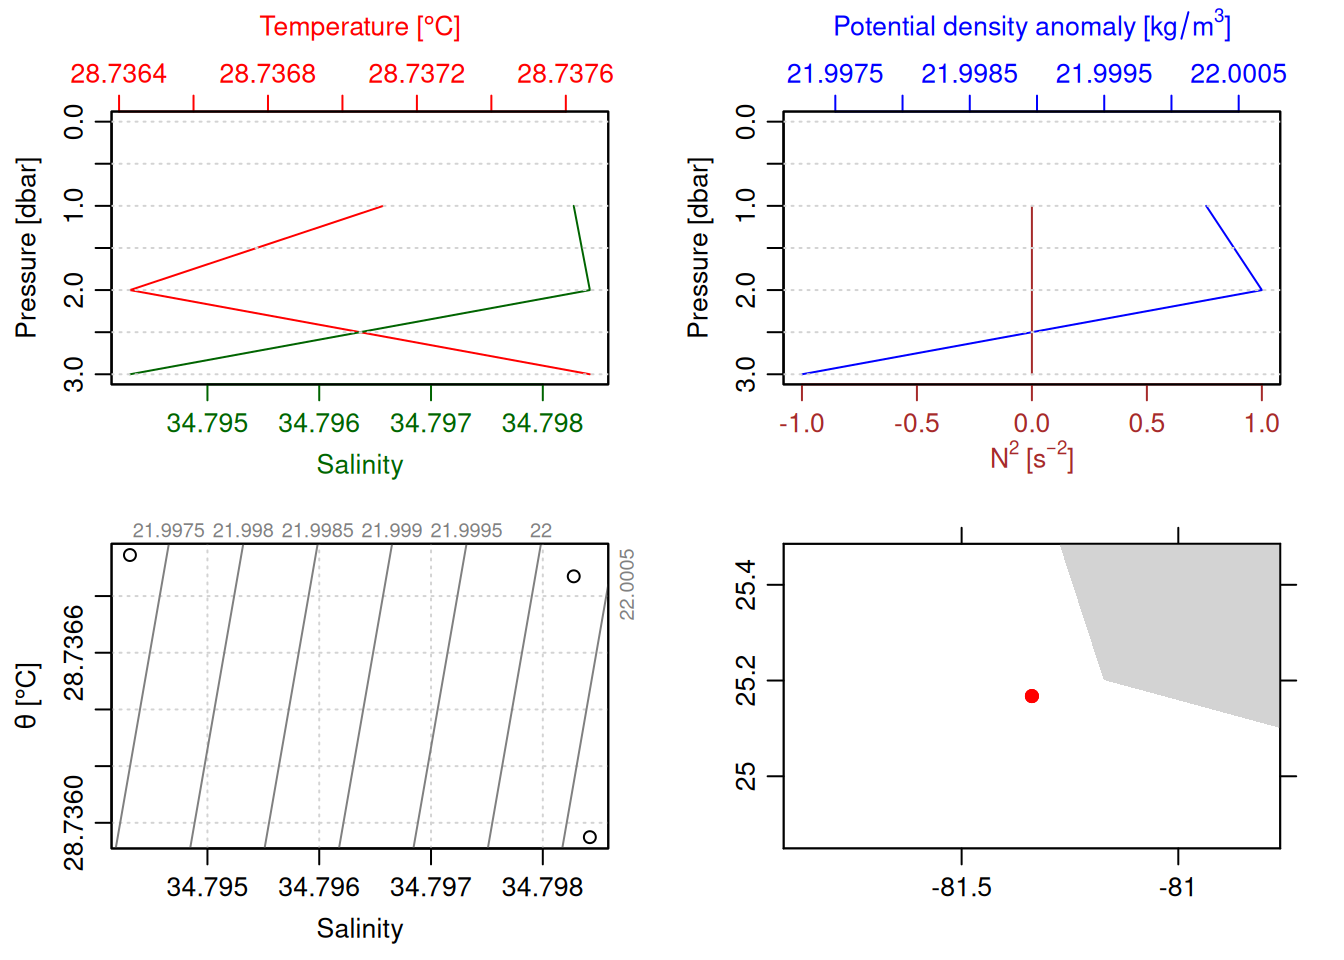 Temperature [°C]
28.7364 28.7368 28.7372 28.7376
Pressure [dbar]
0.0
1.0
2.0
3.0
34.795 34.796 34.797 34.798
Salinity
Potential density anomaly [kg/m³]
21.9975 21.9985 21.9995 22.0005
Pressure [dbar]
0.0
1.0
2.0
3.0
-1.0 -0.5 0.0 0.5 1.0
N² [s⁻²]
21.9975 21.998 21.9985 21.999 21.9995 22
22.0005
θ [°C]
28.7366
28.7360
34.795 34.796 34.797 34.798
Salinity
25.4
25.2
25
-81.5 -81